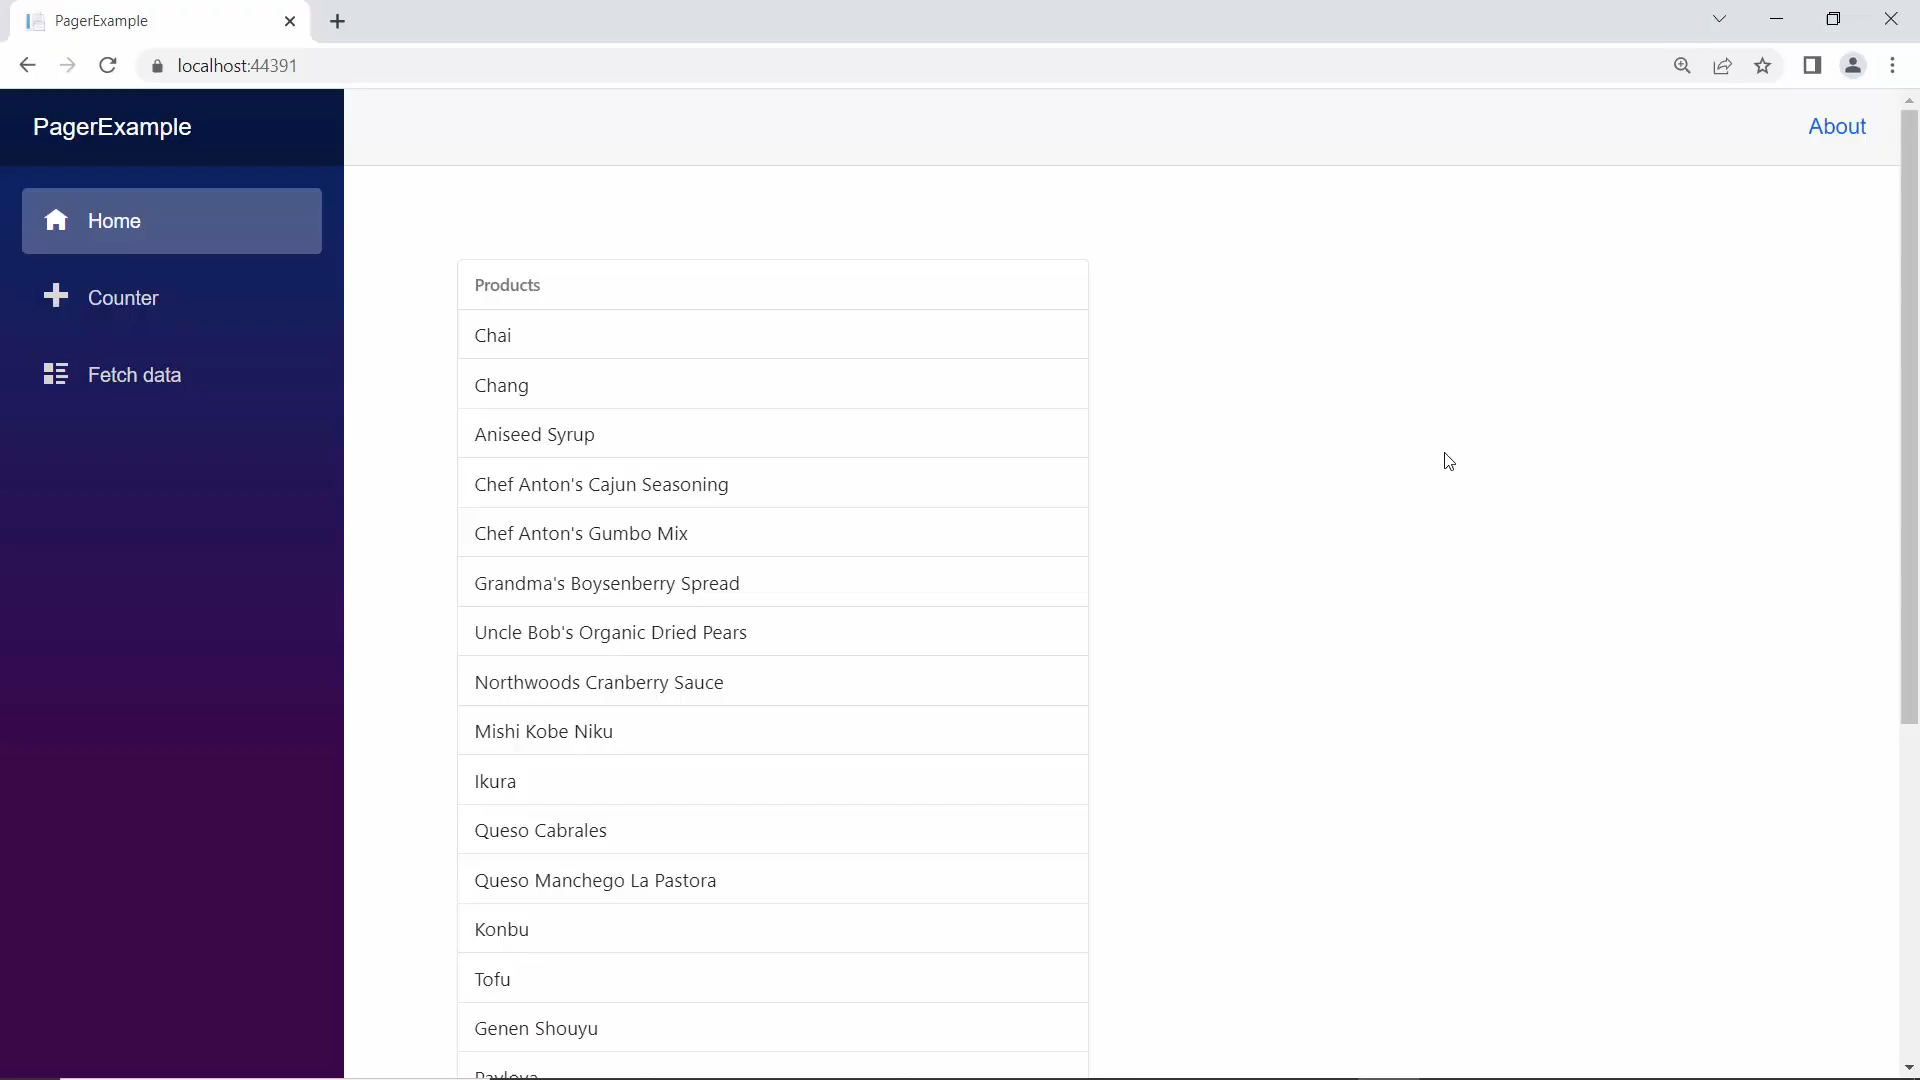 PagerExample
localhost:44391
PagerExample
About
Home
Counter
Fetch data
Products
Chai
Chang
Aniseed Syrup
Chef Anton's Cajun Seasoning
Chef Anton's Gumbo Mix
Grandma's Boysenberry Spread
Uncle Bob's Organic Dried Pears
Northwoods Cranberry Sauce
Mishi Kobe Niku
Ikura
Queso Cabrales
Queso Manchego La Pastora
Konbu
Tofu
Genen Shouyu
Pavlova